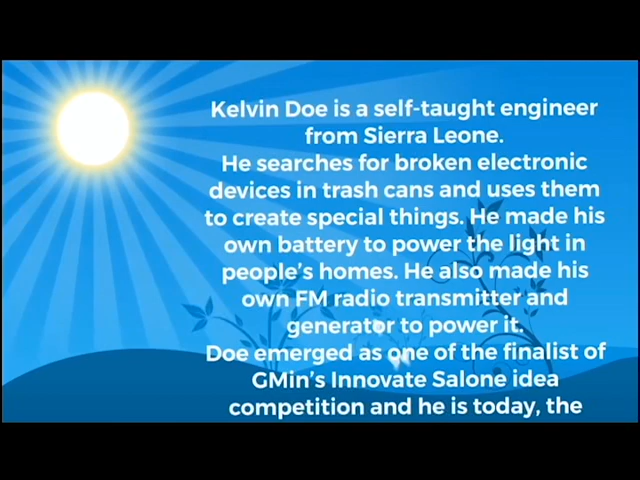 Kelvin Doe is a self-taught engineer
from Sierra Leone.
He searches for broken electronic
devices in trash cans and uses them
to create special things. He made his
own battery to power the light in
people's homes. He also made his
own FM radio transmitter and
generator to power it.
Doe emerged as one of the finalist of
GMin's Innovate Salone idea
competition and he is today, the